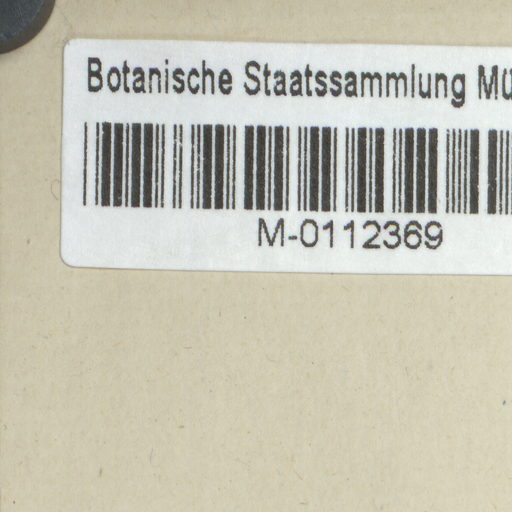 Botanische Staatssammlung Mü
M-0112369